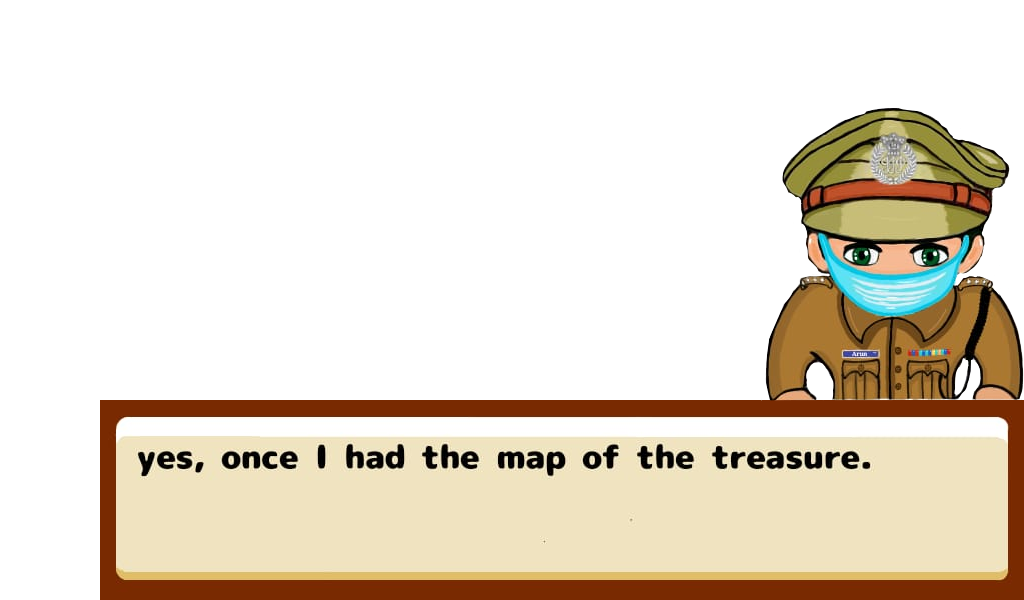 Arun
yes, once I had the map of the treasure.